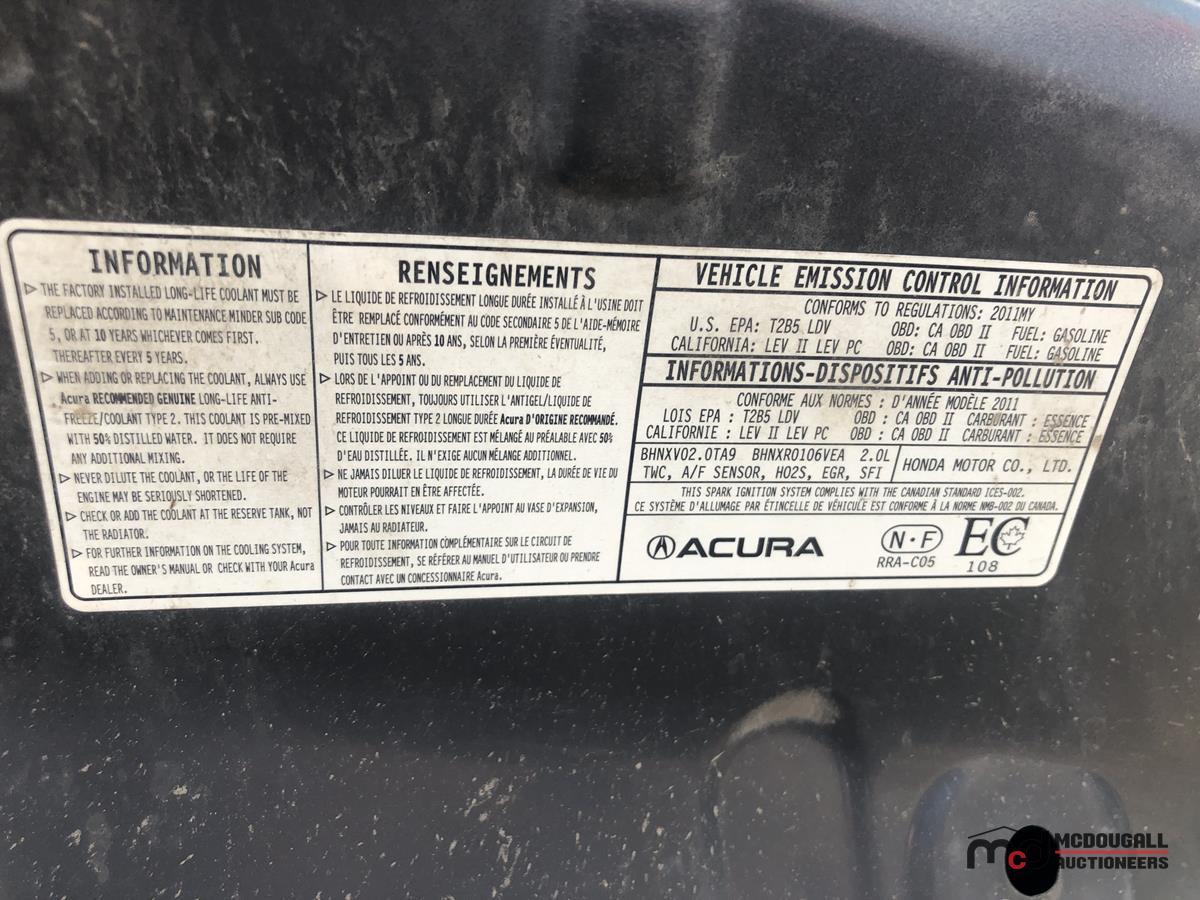 INFORMATION
▷ THE FACTORY INSTALLED LONG-LIFE COOLANT MUST BE
REPLACED ACCORDING TO MAINTENANCE MINDER SUB CODE
5, OR AT 10 YEARS WHICHEVER COMES FIRST.
THEREAFTER EVERY 5 YEARS.
▷ WHEN ADDING OR REPLACING THE COOLANT, ALWAYS USE
Acura RECOMMENDED GENUINE LONG-LIFE ANTI-
FREEZE/COOLANT TYPE 2. THIS COOLANT IS PRE-MIXED
WITH 50% DISTILLED WATER. IT DOES NOT REQUIRE
ANY ADDITIONAL MIXING.
▷ NEVER DILUTE THE COOLANT, OR THE LIFE OF THE
ENGINE MAY BE SERIOUSLY SHORTENED.
▷ CHECK OR ADD THE COOLANT AT THE RESERVE TANK, NOT
THE RADIATOR.
▷ FOR FURTHER INFORMATION ON THE COOLING SYSTEM,
READ THE OWNER'S MANUAL OR CHECK WITH YOUR Acura
DEALER.
RENSEIGNEMENTS
▷ LE LIQUIDE DE REFROIDISSEMENT LONGUE DURÉE INSTALLÉ À L'USINE DOIT
ÊTRE REMPLACÉ CONFORMÉMENT AU CODE SECONDAIRE 5 DE L'AIDE-MÉMOIRE
D'ENTRETIEN OU APRÈS 10 ANS, SELON LA PREMIÈRE ÉVENTUALITÉ,
PUIS TOUS LES 5 ANS.
▷ LORS DE L'APPOINT OU DU REMPLACEMENT DU LIQUIDE DE
REFROIDISSEMENT, TOUJOURS UTILISER L'ANTIGEL/LIQUIDE DE
REFROIDISSEMENT TYPE 2 LONGUE DURÉE Acura D'ORIGINE RECOMMANDÉ.
CE LIQUIDE DE REFROIDISSEMENT EST MÉLANGÉ AU PRÉALABLE AVEC 50%
D'EAU DISTILLÉE. IL N'EXIGE AUCUN MÉLANGE ADDITIONNEL.
▷ NE JAMAIS DILUER LE LIQUIDE DE REFROIDISSEMENT, LA DURÉE DE VIE DU
MOTEUR POURRAIT EN ÊTRE AFFECTÉE.
▷ CONTRÔLER LES NIVEAUX ET FAIRE L'APPOINT AU VASE D'EXPANSION,
JAMAIS AU RADIATEUR.
▷ POUR TOUTE INFORMATION COMPLÉMENTAIRE SUR LE CIRCUIT DE
REFROIDISSEMENT, SE RÉFÉRER AU MANUEL D'UTILISATEUR OU PRENDRE
CONTACT AVEC UN CONCESSIONNAIRE Acura.
VEHICLE EMISSION CONTROL INFORMATION
CONFORMS TO REGULATIONS: 2011MY
U.S. EPA: T2B5 LDV OBD: CA OBD II FUEL: GASOLINE
CALIFORNIA: LEV II LEV PC OBD: CA OBD II FUEL: GASOLINE
INFORMATIONS-DISPOSITIFS ANTI-POLLUTION
CONFORME AUX NORMES : D'ANNÉE MODÈLE 2011
LOIS EPA : T2B5 LDV OBD : CA OBD II CARBURANT : ESSENCE
CALIFORNIE : LEV II LEV PC OBD : CA OBD II CARBURANT : ESSENCE
BHNXV02.0TA9 BHNXR0106VEA 2.0L
TWC, A/F SENSOR, HO2S, EGR, SFI
HONDA MOTOR CO., LTD.
THIS SPARK IGNITION SYSTEM COMPLIES WITH THE CANADIAN STANDARD ICES-002.
CE SYSTÈME D'ALLUMAGE PAR ÉTINCELLE DE VÉHICULE EST CONFORME À LA NORME NMB-002 DU CANADA.
ACURA
N·F
RRA-C05
EC
108
mcd MCDOUGALL
AUCTIONEERS